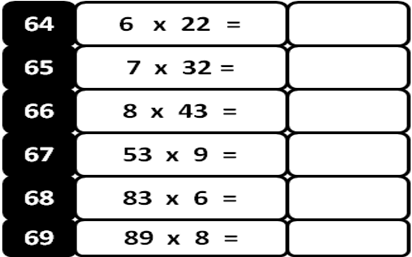 64 6 x 22 =
65 7 x 32 =
66 8 x 43 =
67 53 x 9 =
68 83 x 6 =
69 89 x 8 =